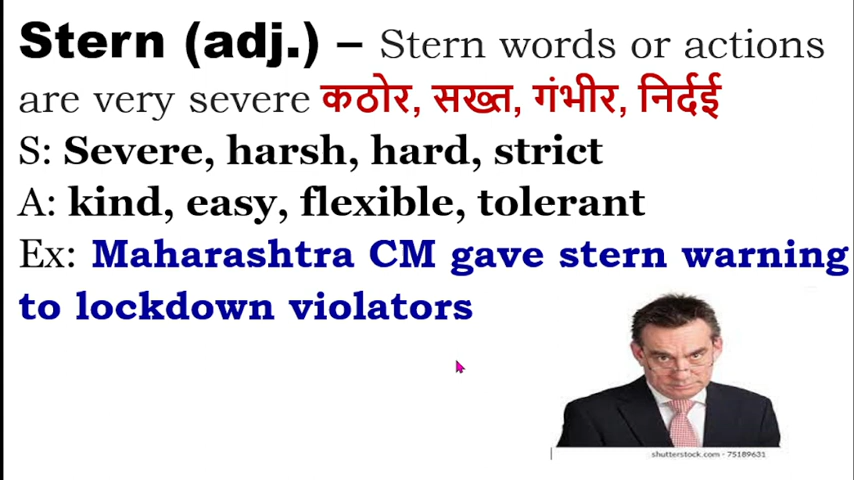 Stern (adj.) – Stern words or actions
are very severe कठोर, सख्त, गंभीर, निर्दई
S: Severe, harsh, hard, strict
A: kind, easy, flexible, tolerant
Ex: Maharashtra CM gave stern warning
to lockdown violators
shutterstock.com - 75189631